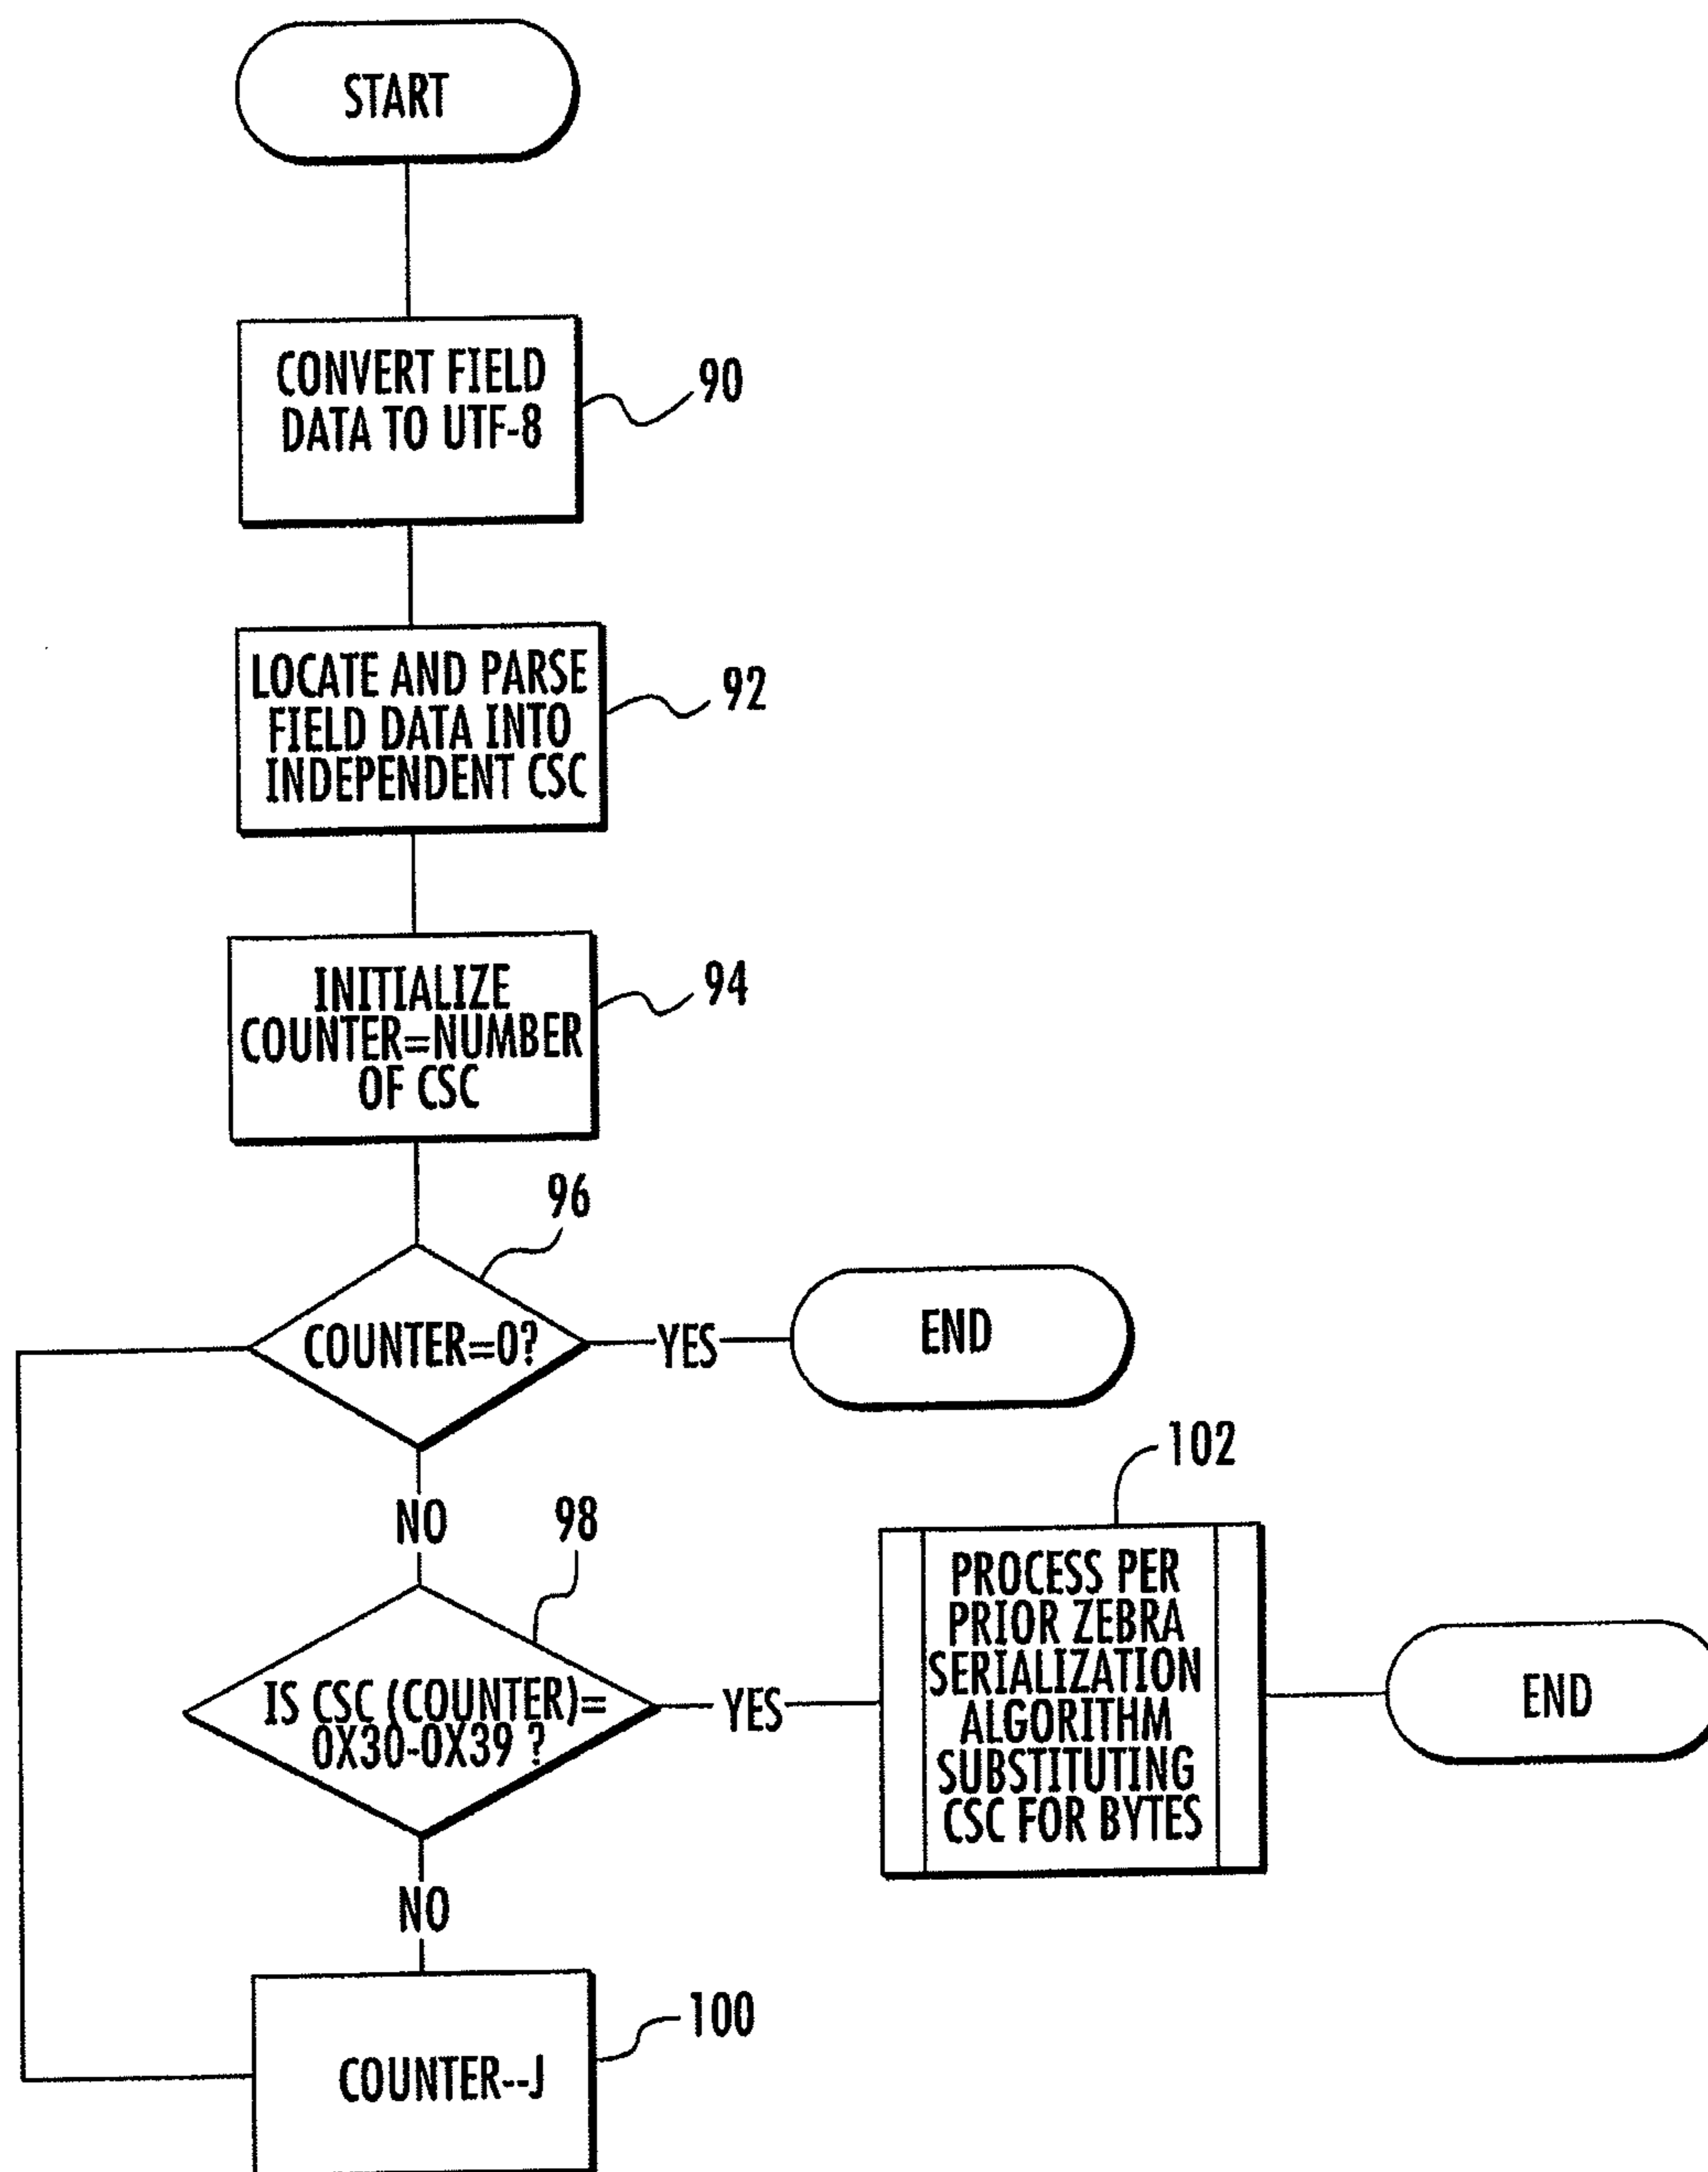 START
CONVERT FIELD
DATA TO UTF-8
90
LOCATE AND PARSE
FIELD DATA INTO
INDEPENDENT CSC
92
INITIALIZE
COUNTER=NUMBER
OF CSC
94
96
COUNTER=0?
YES
END
NO
98
102
IS CSC (COUNTER)=
0X30-0X39 ?
YES
PROCESS PER
PRIOR ZEBRA
SERIALIZATION
ALGORITHM
SUBSTITUTING
CSC FOR BYTES
END
NO
COUNTER--J
100